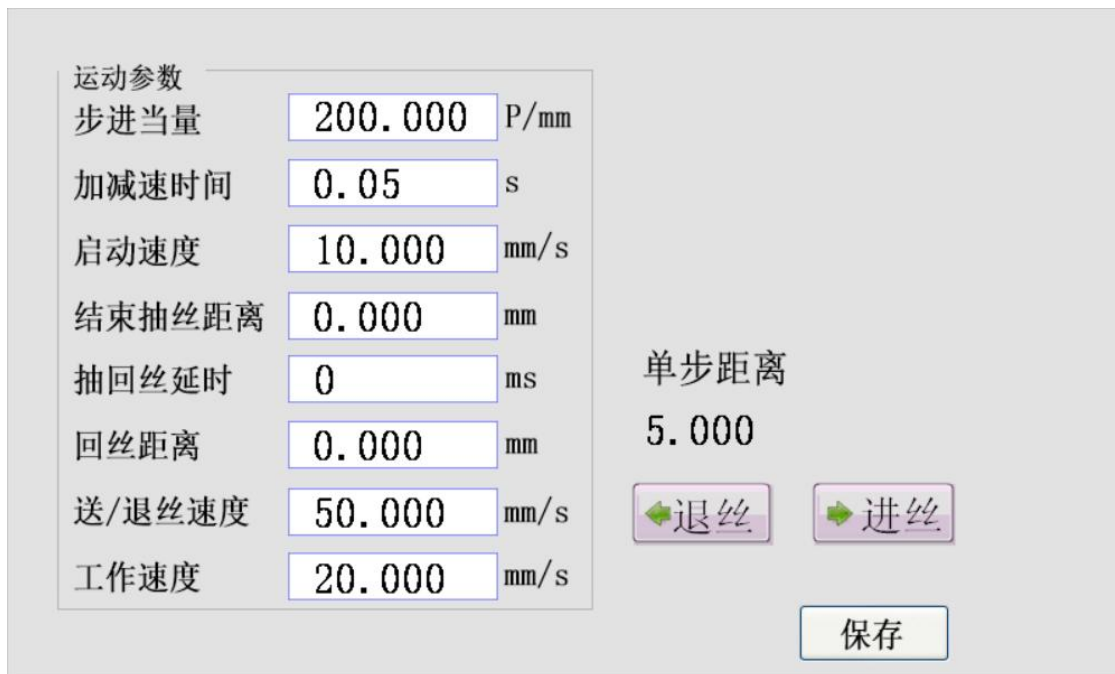 运动参数
步进当量 200.000 P/mm
加减速时间 0.05 s
启动速度 10.000 mm/s
结束抽丝距离 0.000 mm
抽回丝延时 0 ms
回丝距离 0.000 mm
送/退丝速度 50.000 mm/s
工作速度 20.000 mm/s
单步距离
5.000
退丝 进丝
保存